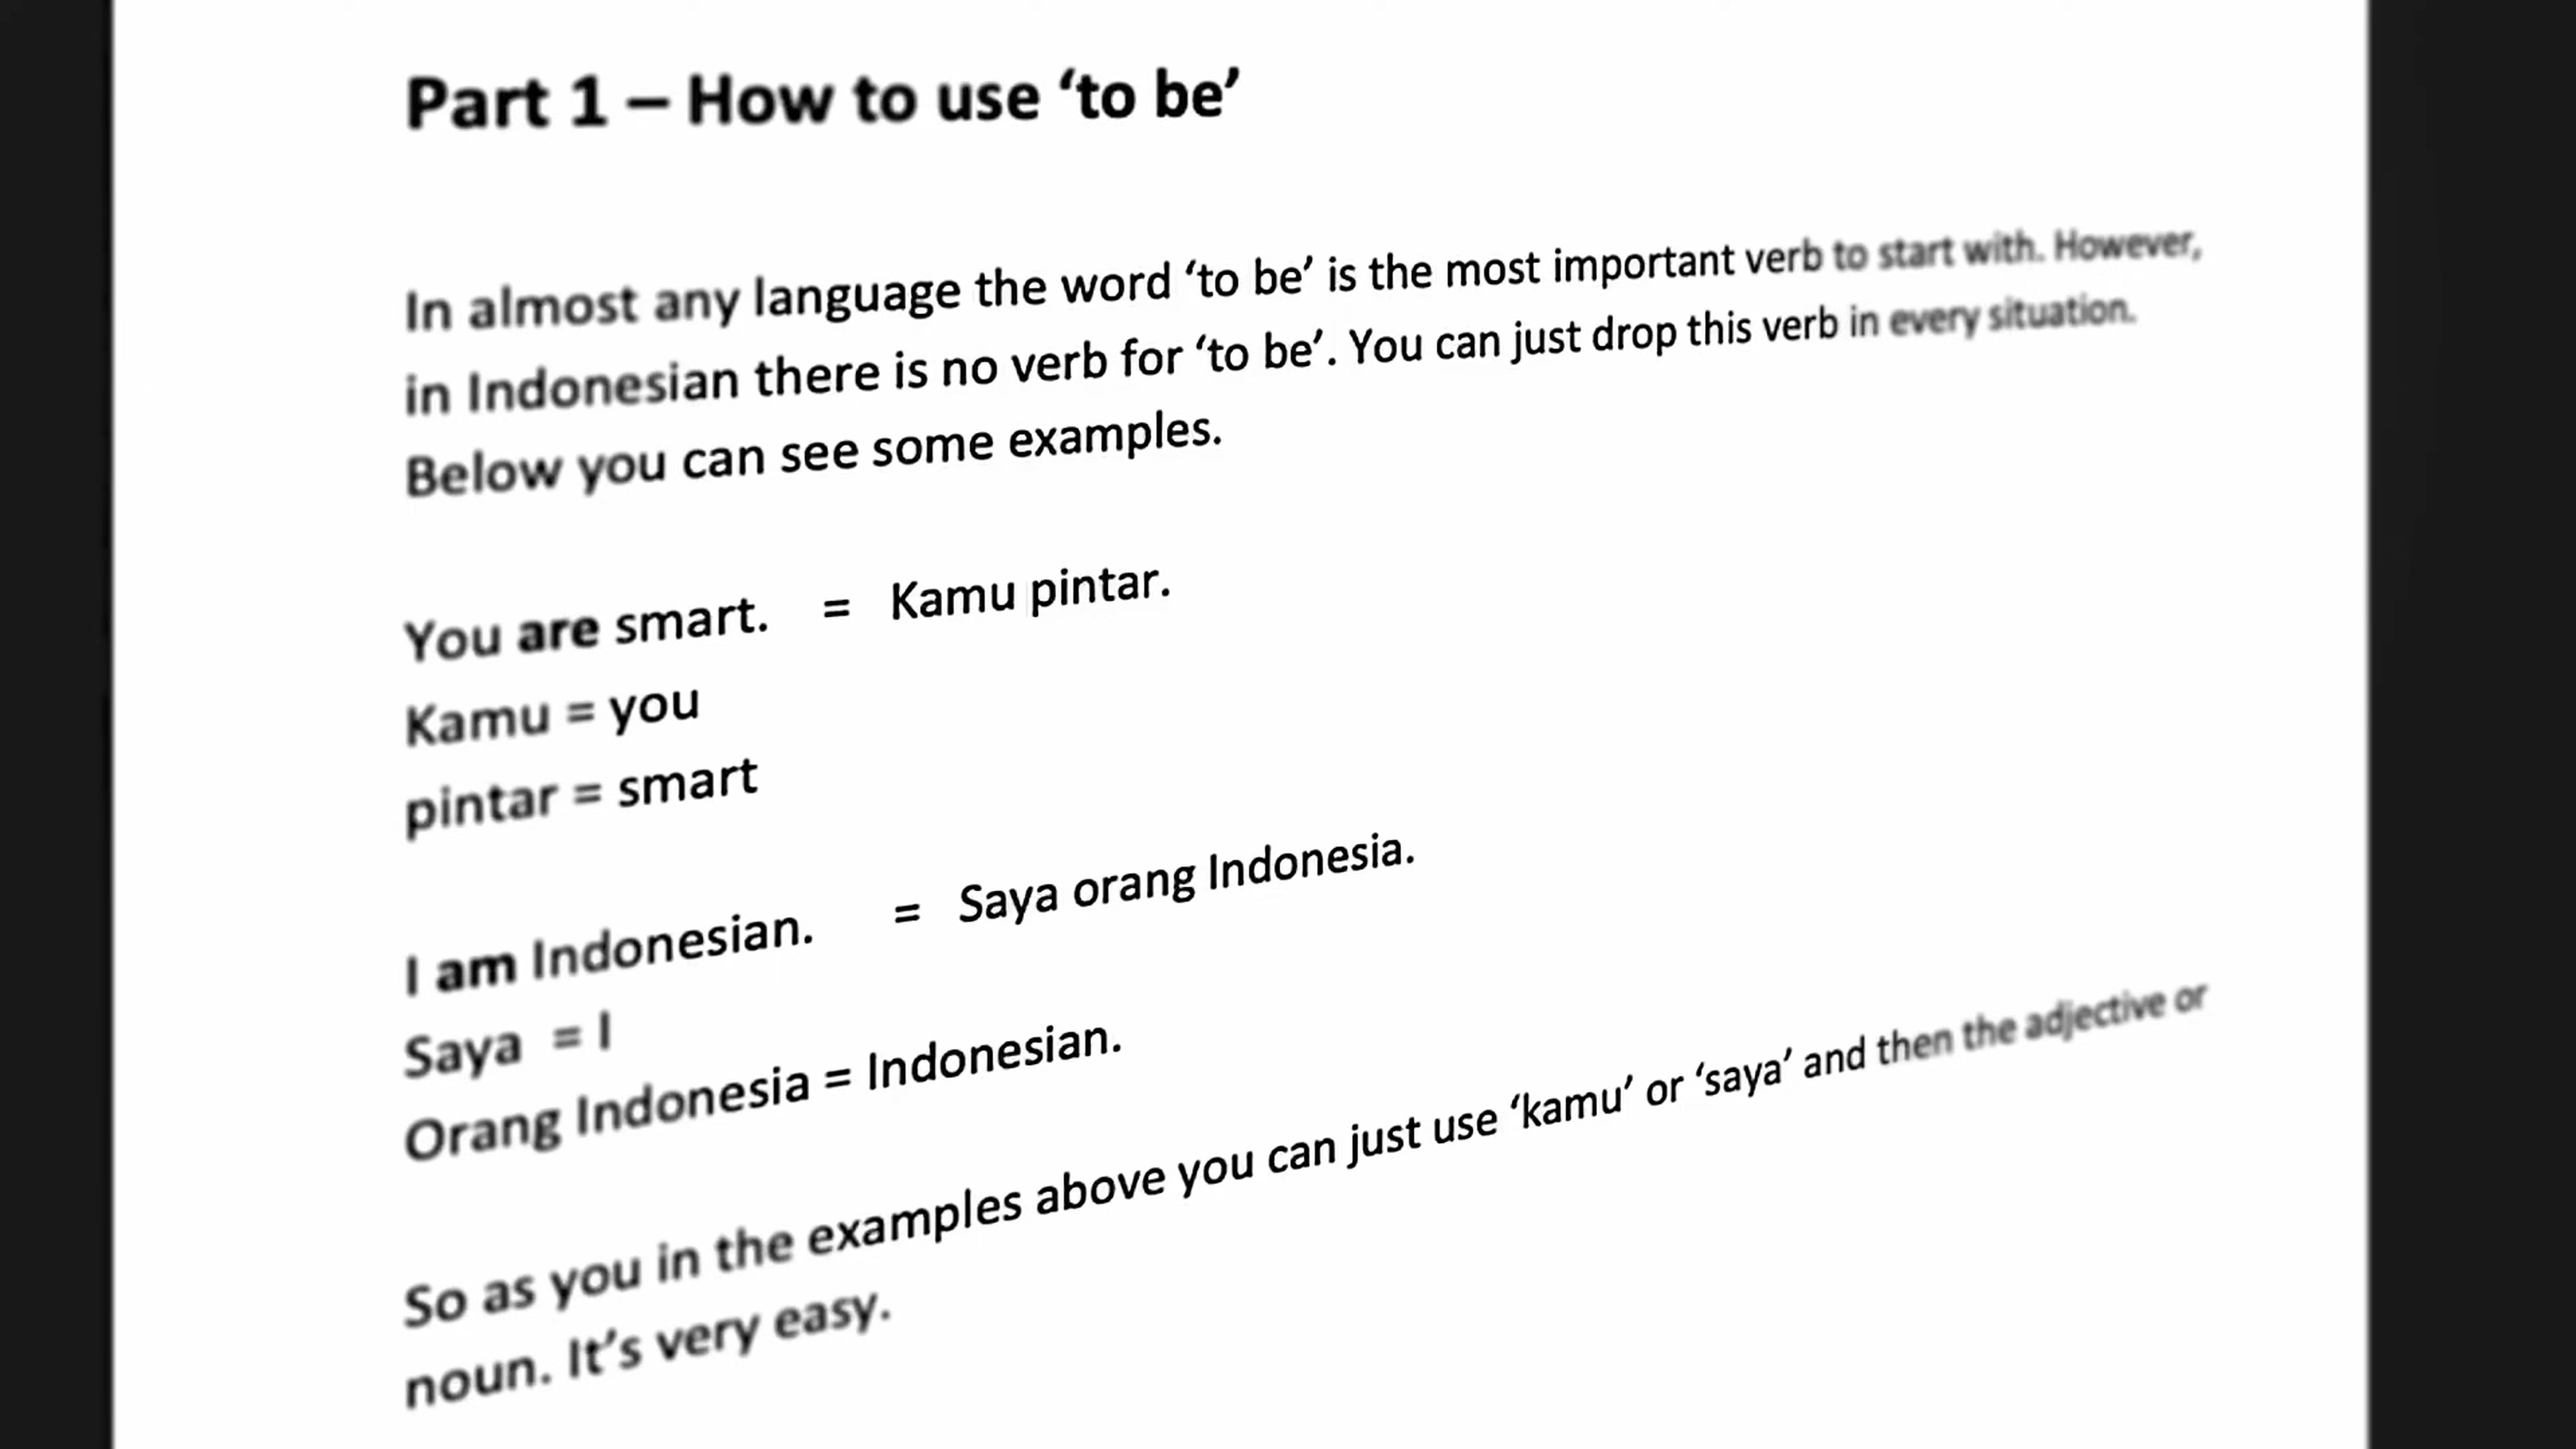 Part 1 – How to use ‘to be’
In almost any language the word ‘to be’ is the most important verb to start with. However,
in Indonesian there is no verb for ‘to be’. You can just drop this verb in every situation.
Below you can see some examples.
You are smart. = Kamu pintar.
Kamu = you
pintar = smart
I am Indonesian. = Saya orang Indonesia.
Saya = I
Orang Indonesia = Indonesian.
So as you in the examples above you can just use ‘kamu’ or ‘saya’ and then the adjective or
noun. It’s very easy.